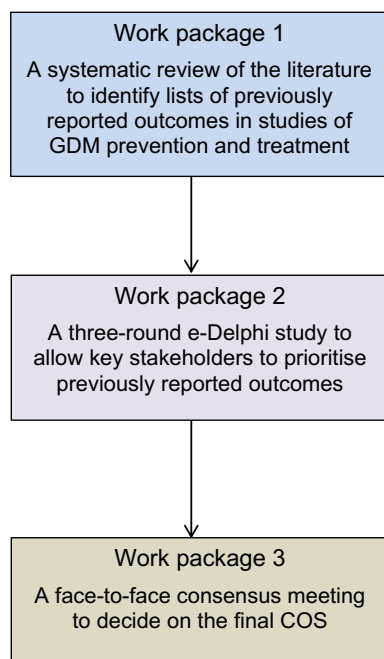 Work package 1
A systematic review of the literature
to identify lists of previously
reported outcomes in studies of
GDM prevention and treatment
Work package 2
A three-round e-Delphi study to
allow key stakeholders to prioritise
previously reported outcomes
Work package 3
A face-to-face consensus meeting
to decide on the final COS